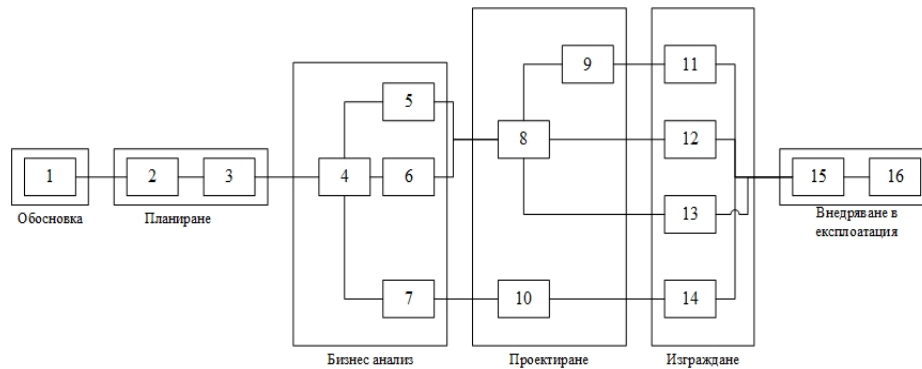 9
11
5
8
12
1
2
3
4
6
15
16
13
Обосновка
Планиране
Внедряване в
експлоатация
7
10
14
Бизнес анализ
Проектиране
Изграждане